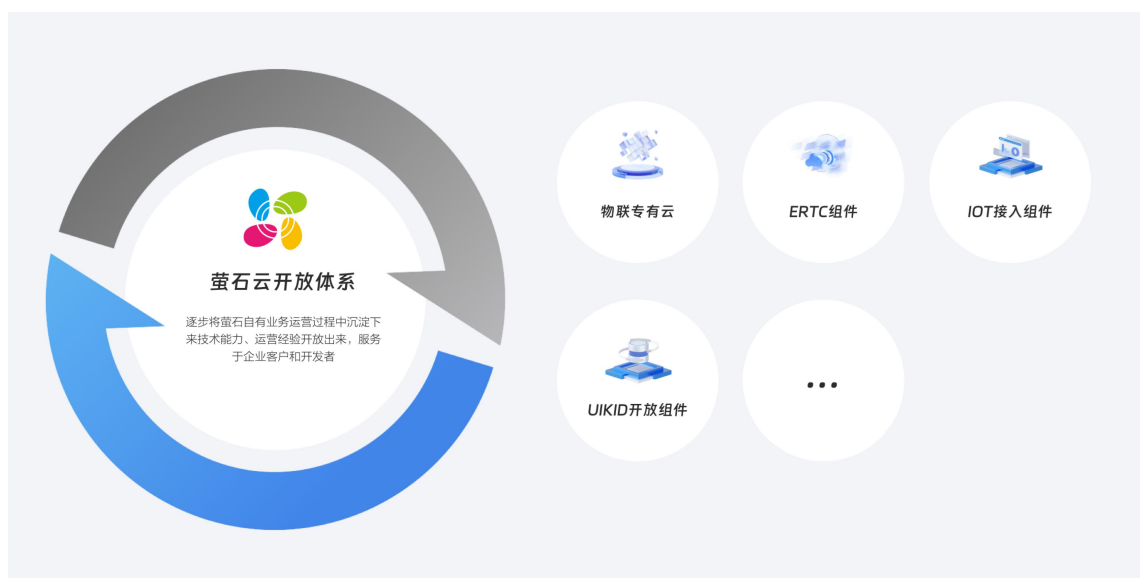 萤石云开放体系
逐步将萤石自有业务运营过程中沉淀下
来技术能力、运营经验开放出来，服务
于企业客户和开发者
物联专有云
ERTC组件
IOT接入组件
UIKID开放组件
...